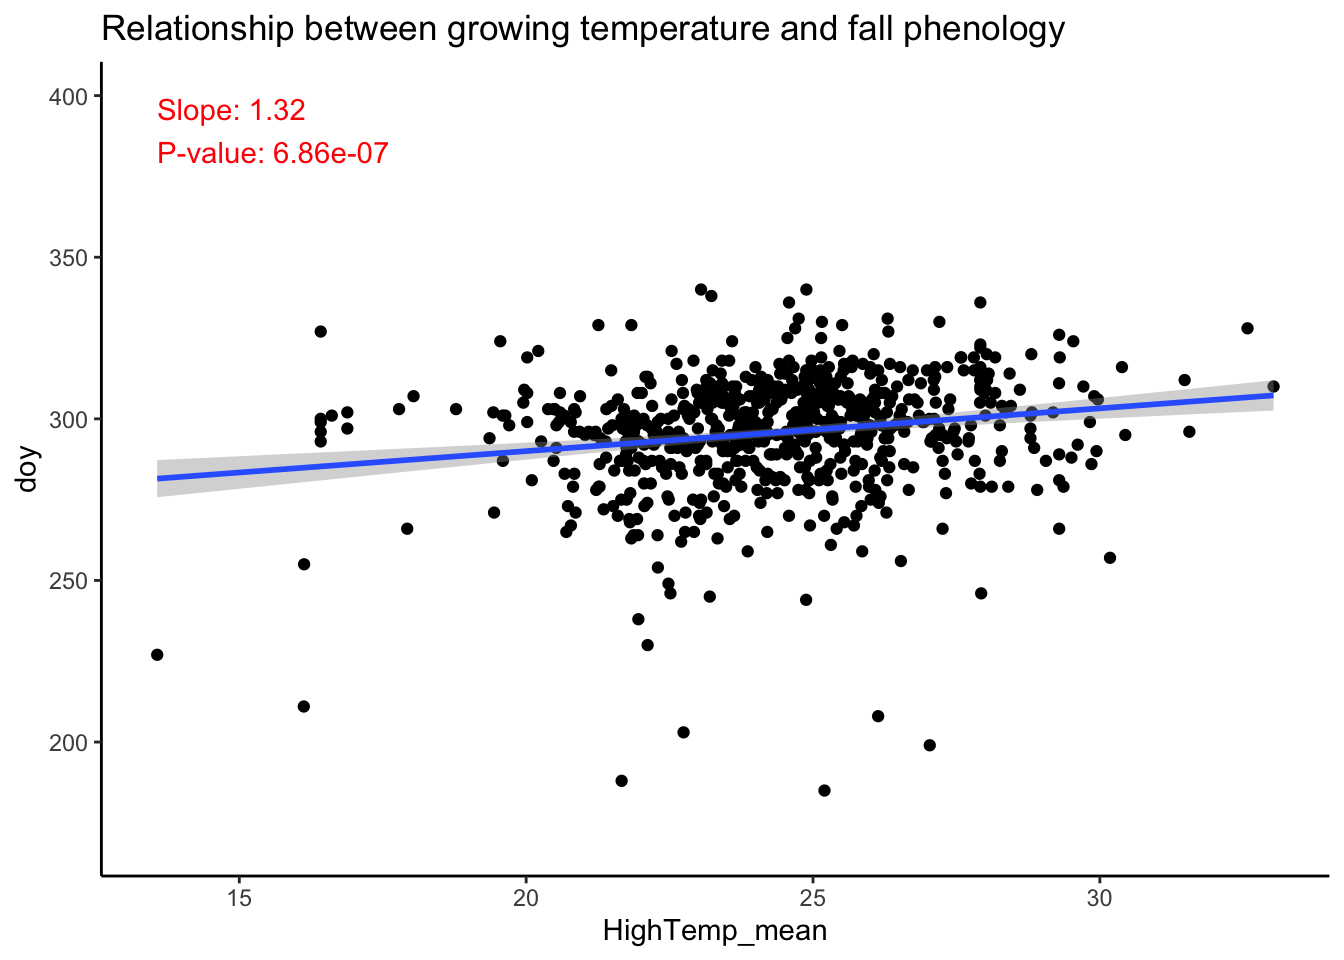 Relationship between growing temperature and fall phenology
Slope: 1.32
P-value: 6.86e-07
400
350
300
250
200
doy
15 20 25 30
HighTemp_mean